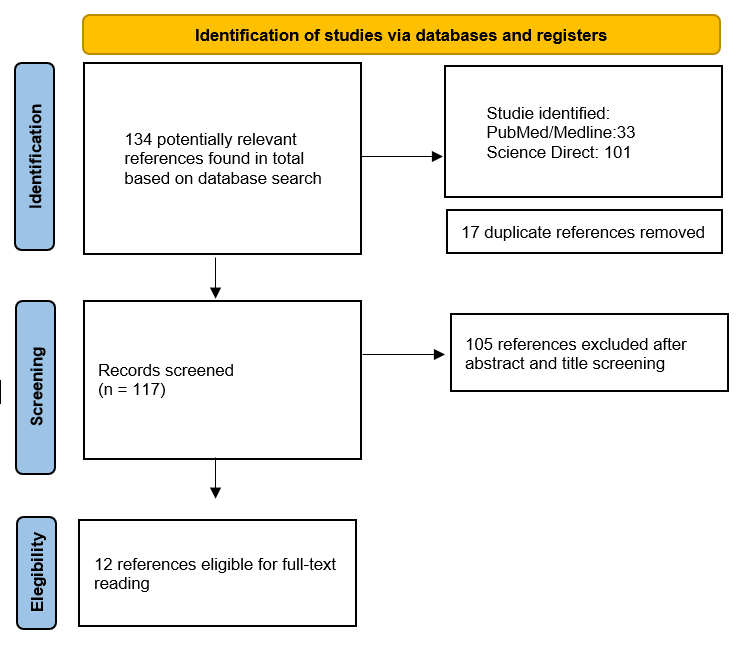 Identification of studies via databases and registers
Identification
134 potentially relevant
references found in total
based on database search
Studie identified:
PubMed/Medline:33
Science Direct: 101
17 duplicate references removed
Screening
Records screened
(n = 117)
105 references excluded after
abstract and title screening
Elegibility
12 references eligible for full-text
reading